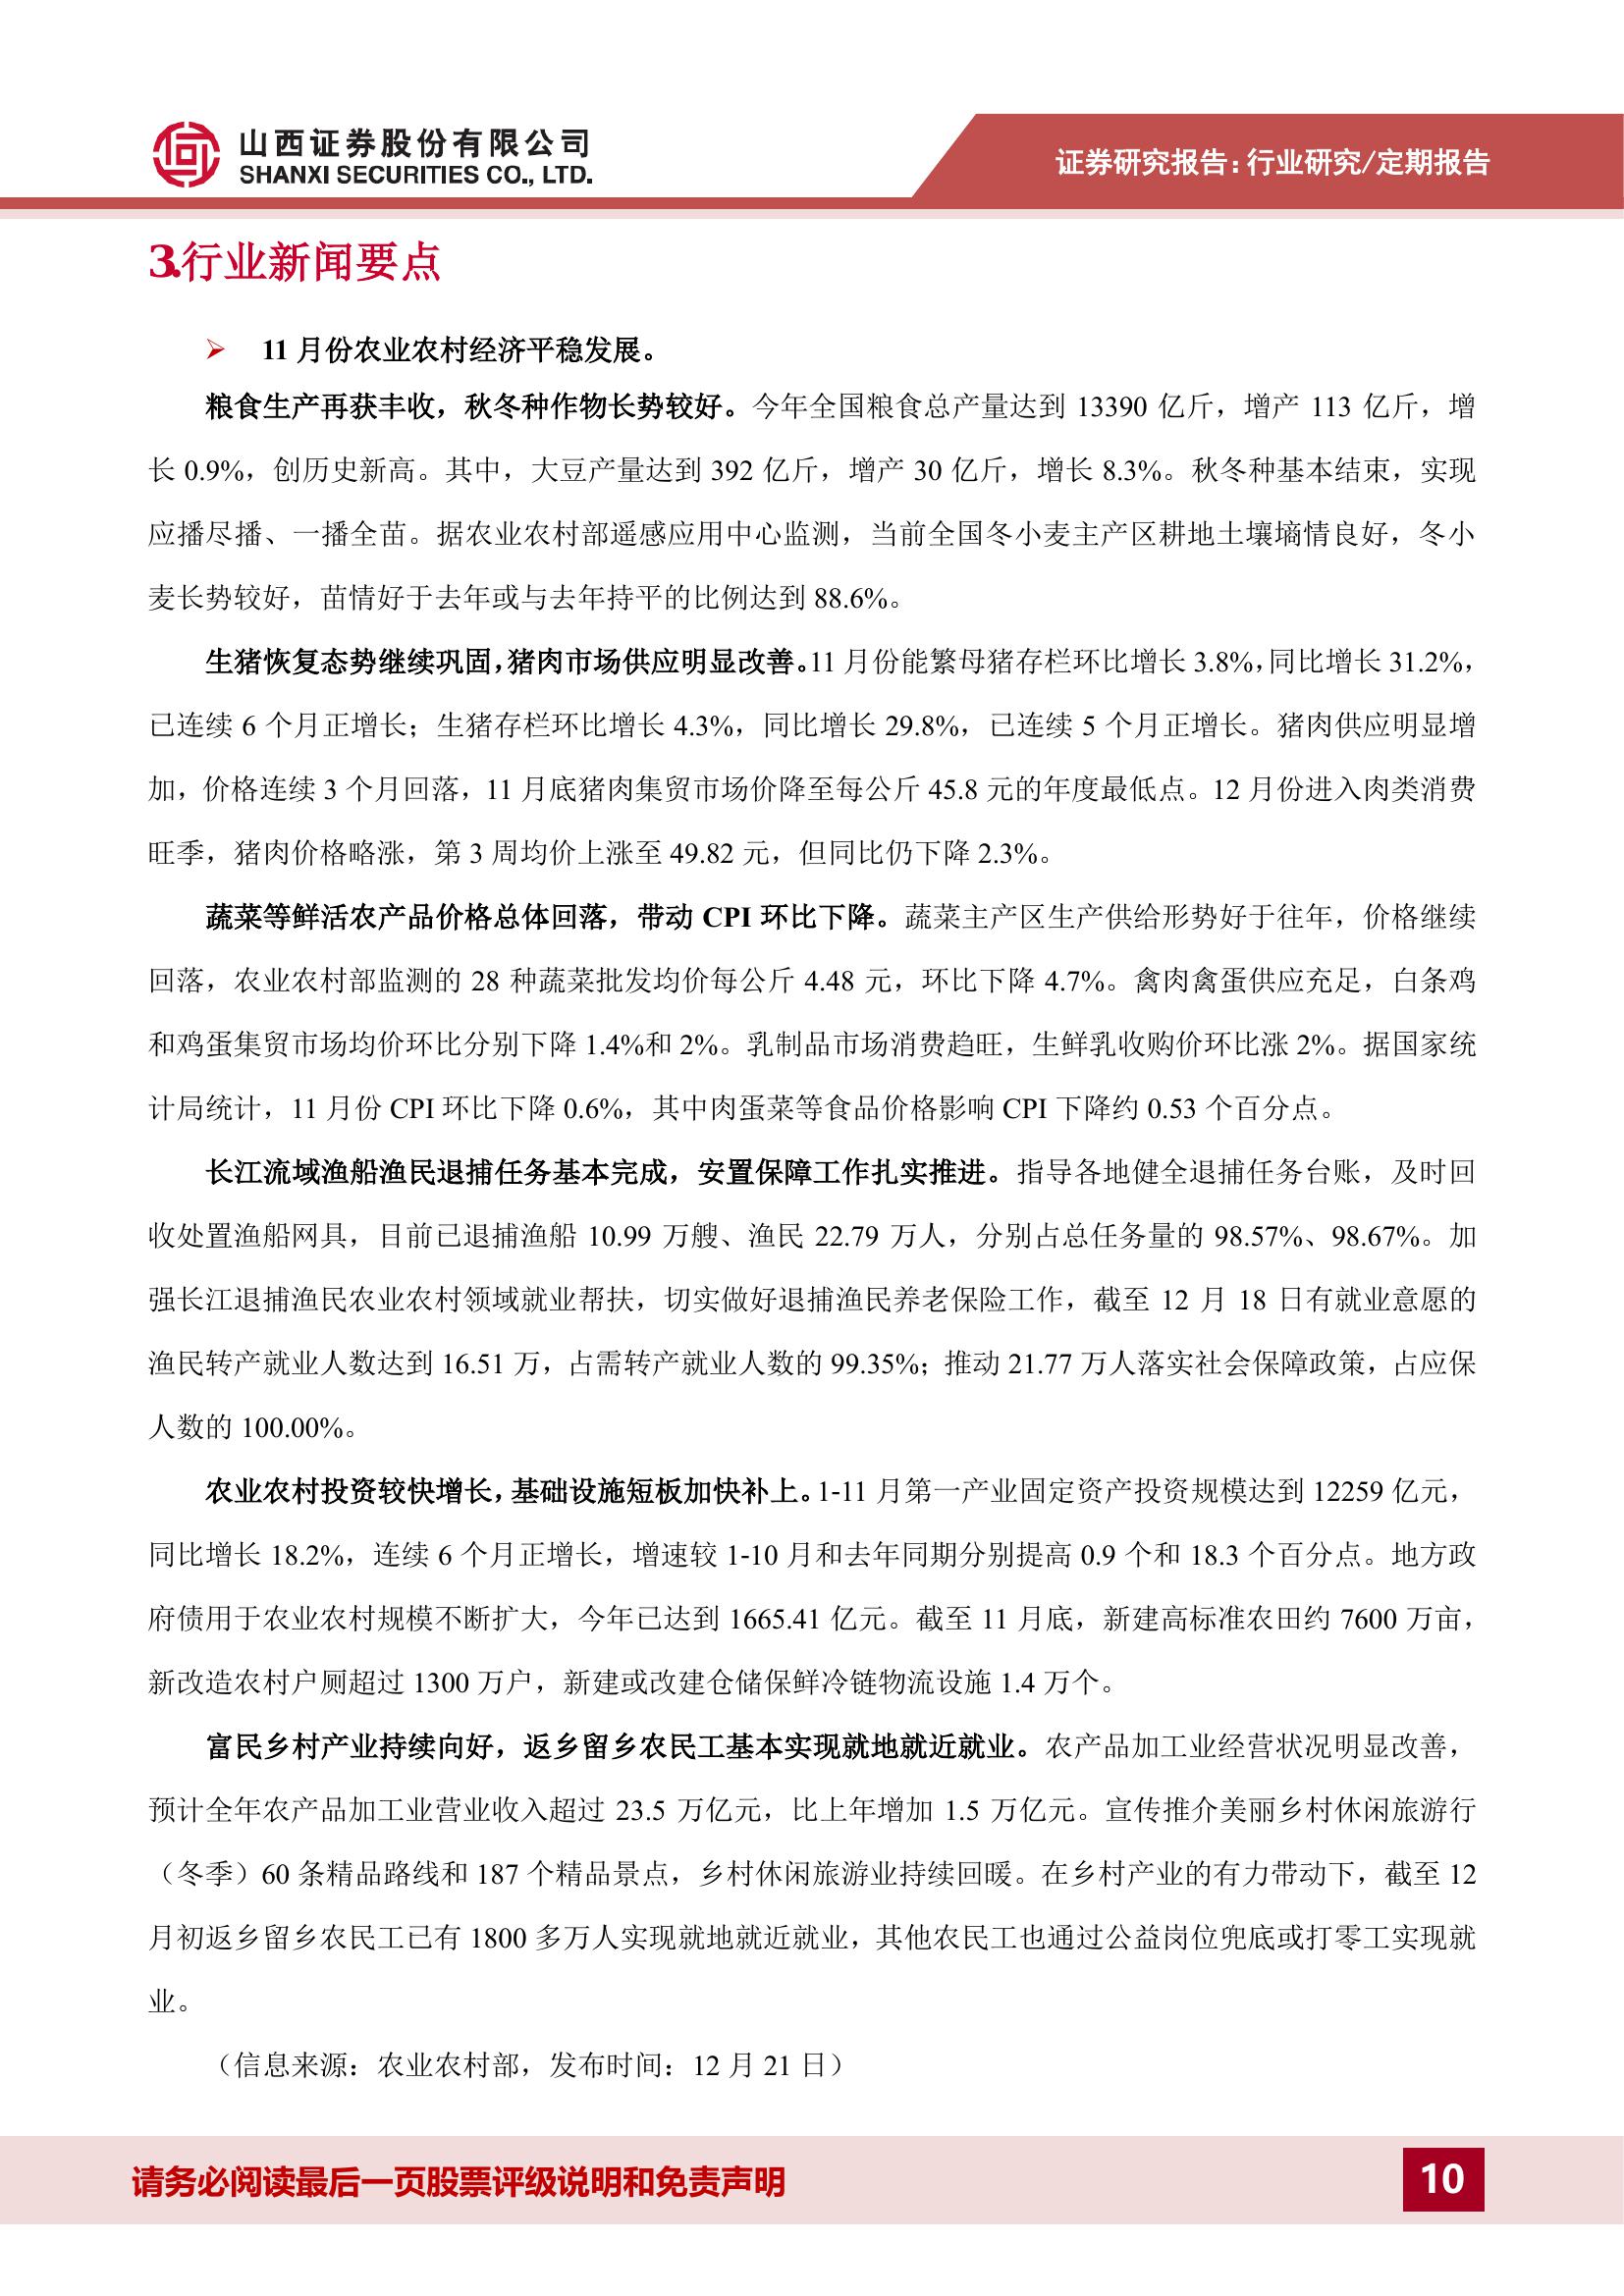 山西证券股份有限公司
SHANXI SECURITIES CO., LTD.
证券研究报告：行业研究/定期报告
3.行业新闻要点
➢ 11 月份农业农村经济平稳发展。
粮食生产再获丰收，秋冬种作物长势较好。今年全国粮食总产量达到 13390 亿斤，增产 113 亿斤，增
长 0.9%，创历史新高。其中，大豆产量达到 392 亿斤，增产 30 亿斤，增长 8.3%。秋冬种基本结束，实现
应播尽播、一播全苗。据农业农村部遥感应用中心监测，当前全国冬小麦主产区耕地土壤墒情良好，冬小
麦长势较好，苗情好于去年或与去年持平的比例达到 88.6%。
生猪恢复态势继续巩固，猪肉市场供应明显改善。11 月份能繁母猪存栏环比增长 3.8%，同比增长 31.2%，
已连续 6 个月正增长；生猪存栏环比增长 4.3%，同比增长 29.8%，已连续 5 个月正增长。猪肉供应明显增
加，价格连续 3 个月回落，11 月底猪肉集贸市场价降至每公斤 45.8 元的年度最低点。12 月份进入肉类消费
旺季，猪肉价格略涨，第 3 周均价上涨至 49.82 元，但同比仍下降 2.3%。
蔬菜等鲜活农产品价格总体回落，带动 CPI 环比下降。蔬菜主产区生产供给形势好于往年，价格继续
回落，农业农村部监测的 28 种蔬菜批发均价每公斤 4.48 元，环比下降 4.7%。禽肉禽蛋供应充足，白条鸡
和鸡蛋集贸市场均价环比分别下降 1.4%和 2%。乳制品市场消费趋旺，生鲜乳收购价环比涨 2%。据国家统
计局统计，11 月份 CPI 环比下降 0.6%，其中肉蛋菜等食品价格影响 CPI 下降约 0.53 个百分点。
长江流域渔船渔民退捕任务基本完成，安置保障工作扎实推进。指导各地健全退捕任务台账，及时回
收处置渔船网具，目前已退捕渔船 10.99 万艘、渔民 22.79 万人，分别占总任务量的 98.57%、98.67%。加
强长江退捕渔民农业农村领域就业帮扶，切实做好退捕渔民养老保险工作，截至 12 月 18 日有就业意愿的
渔民转产就业人数达到 16.51 万，占需转产就业人数的 99.35%；推动 21.77 万人落实社会保障政策，占应保
人数的 100.00%。
农业农村投资较快增长，基础设施短板加快补上。1-11 月第一产业固定资产投资规模达到 12259 亿元，
同比增长 18.2%，连续 6 个月正增长，增速较 1-10 月和去年同期分别提高 0.9 个和 18.3 个百分点。地方政
府债用于农业农村规模不断扩大，今年已达到 1665.41 亿元。截至 11 月底，新建高标准农田约 7600 万亩，
新改造农村户厕超过 1300 万户，新建或改建仓储保鲜冷链物流设施 1.4 万个。
富民乡村产业持续向好，返乡留乡农民工基本实现就地就近就业。农产品加工业经营状况明显改善，
预计全年农产品加工业营业收入超过 23.5 万亿元，比上年增加 1.5 万亿元。宣传推介美丽乡村休闲旅游行
（冬季）60 条精品路线和 187 个精品景点，乡村休闲旅游业持续回暖。在乡村产业的有力带动下，截至 12
月初返乡留乡农民工已有 1800 多万人实现就地就近就业，其他农民工也通过公益岗位兜底或打零工实现就
业。
（信息来源：农业农村部，发布时间：12 月 21 日）
请务必阅读最后一页股票评级说明和免责声明
10